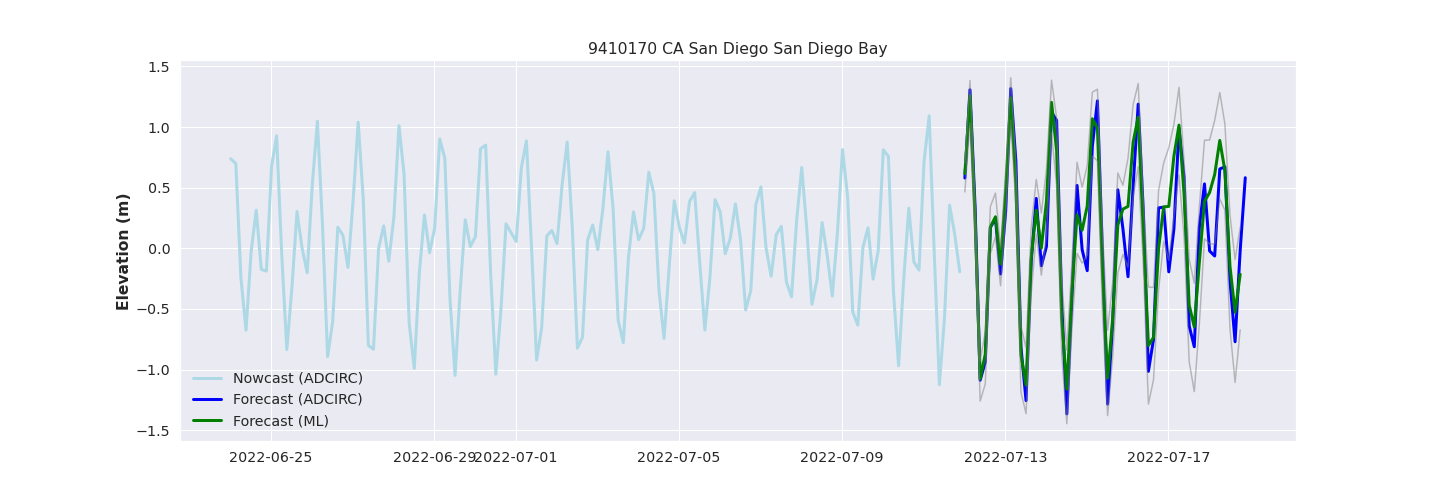 9410170 CA San Diego San Diego Bay
Elevation (m)
1.5
1.0
0.5
0.0
−0.5
−1.0
−1.5
Nowcast (ADCIRC)
Forecast (ADCIRC)
Forecast (ML)
2022-06-25 2022-06-29 2022-07-01 2022-07-05 2022-07-09 2022-07-13 2022-07-17